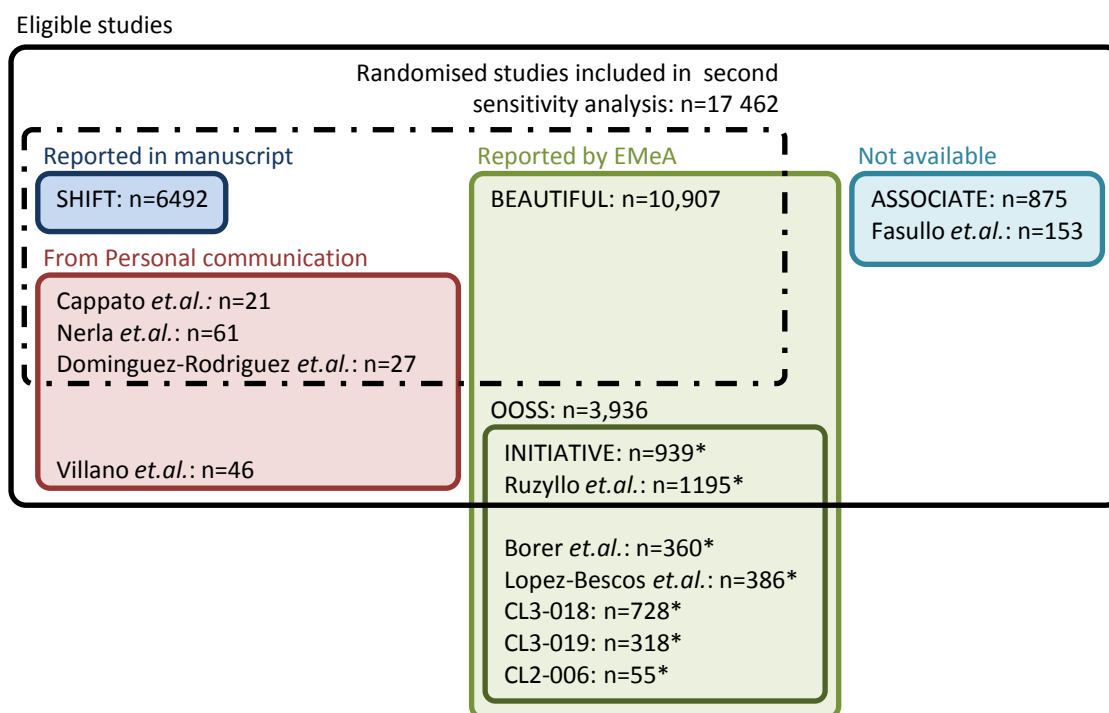 Eligible studies
Randomised studies included in second
sensitivity analysis: n=17 462
Reported in manuscript
SHIFT: n=6492
From Personal communication
Cappato et.al.: n=21
Nerla et.al.: n=61
Dominguez-Rodriguez et.al.: n=27
Villano et.al.: n=46
Reported by EMeA
BEAUTIFUL: n=10,907
OOSS: n=3,936
INITIATIVE: n=939*
Ruzyllo et.al.: n=1195*
Borer et.al.: n=360*
Lopez-Bescos et.al.: n=386*
CL3-018: n=728*
CL3-019: n=318*
CL2-006: n=55*
Not available
ASSOCIATE: n=875
Fasullo et.al.: n=153